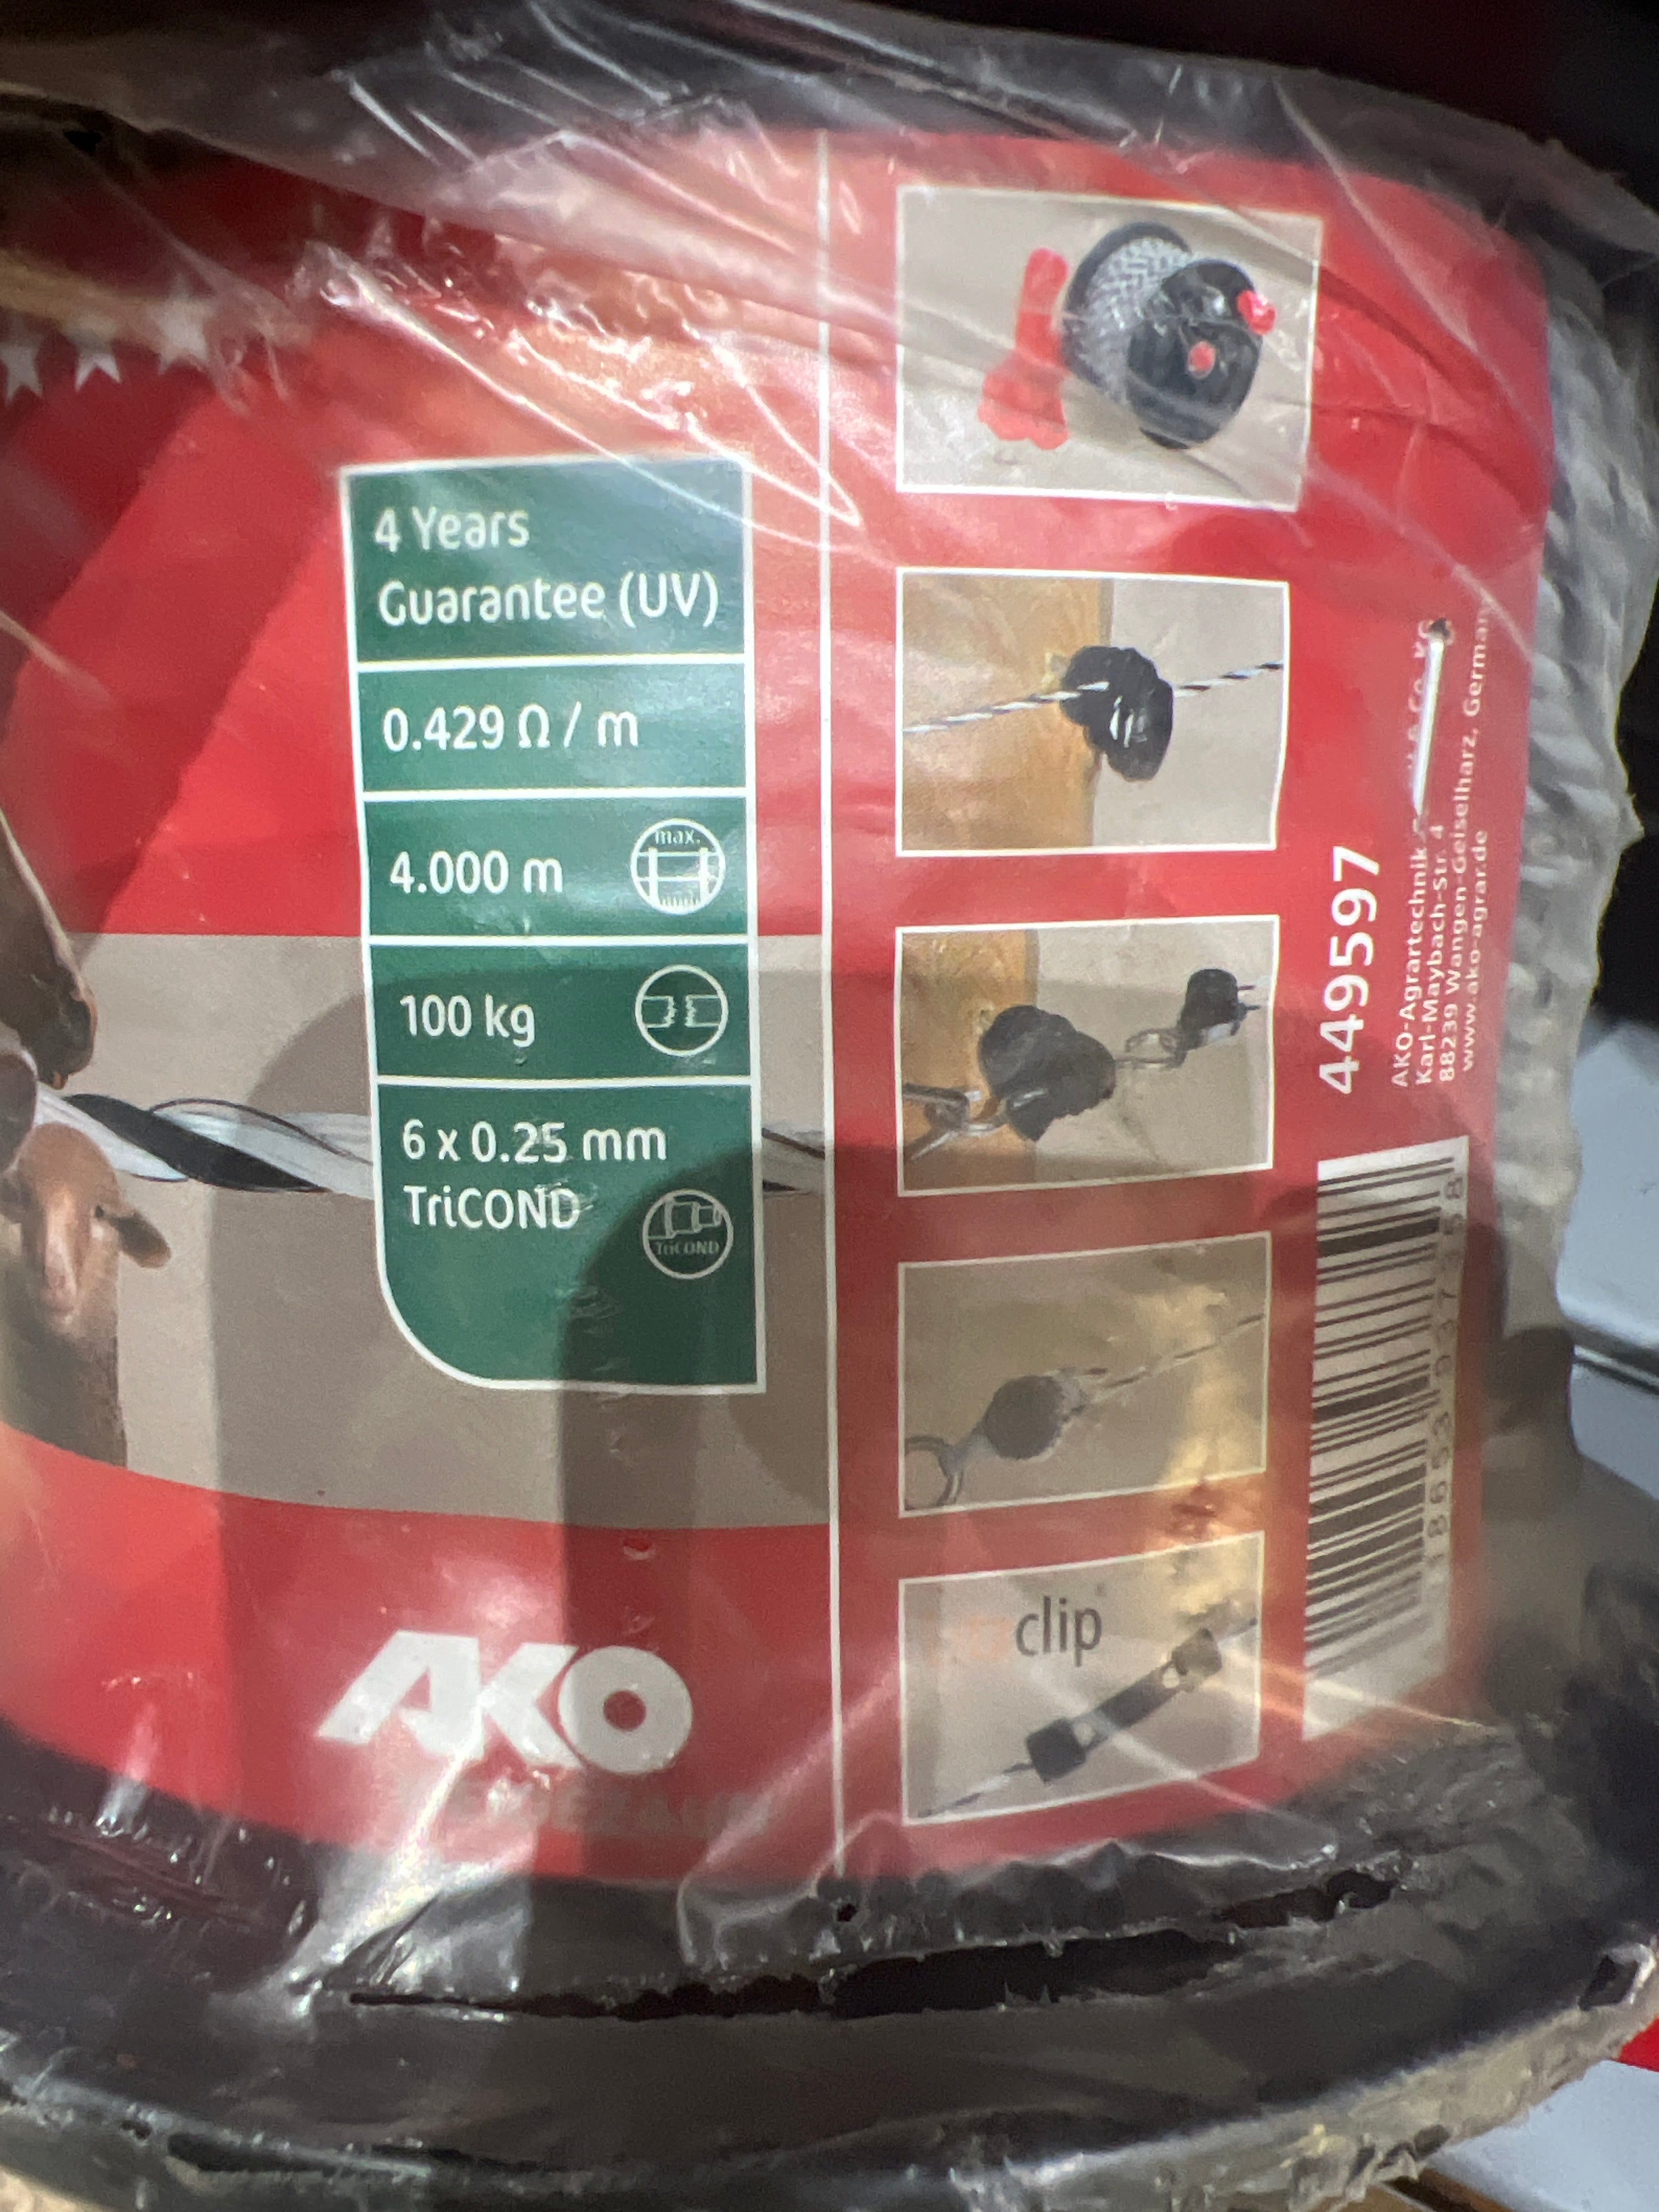 4 Years
Guarantee (UV)
0.429 Ω / m
4.000 m
max.
100 kg
6 x 0.25 mm
TriCOND
TriCOND
AKO
clip
449597
AKO-Agrartechnik
Karl-Maybach-Str. 4
88239 Wangen-Geiselharz, German
www.ako-agrar.de